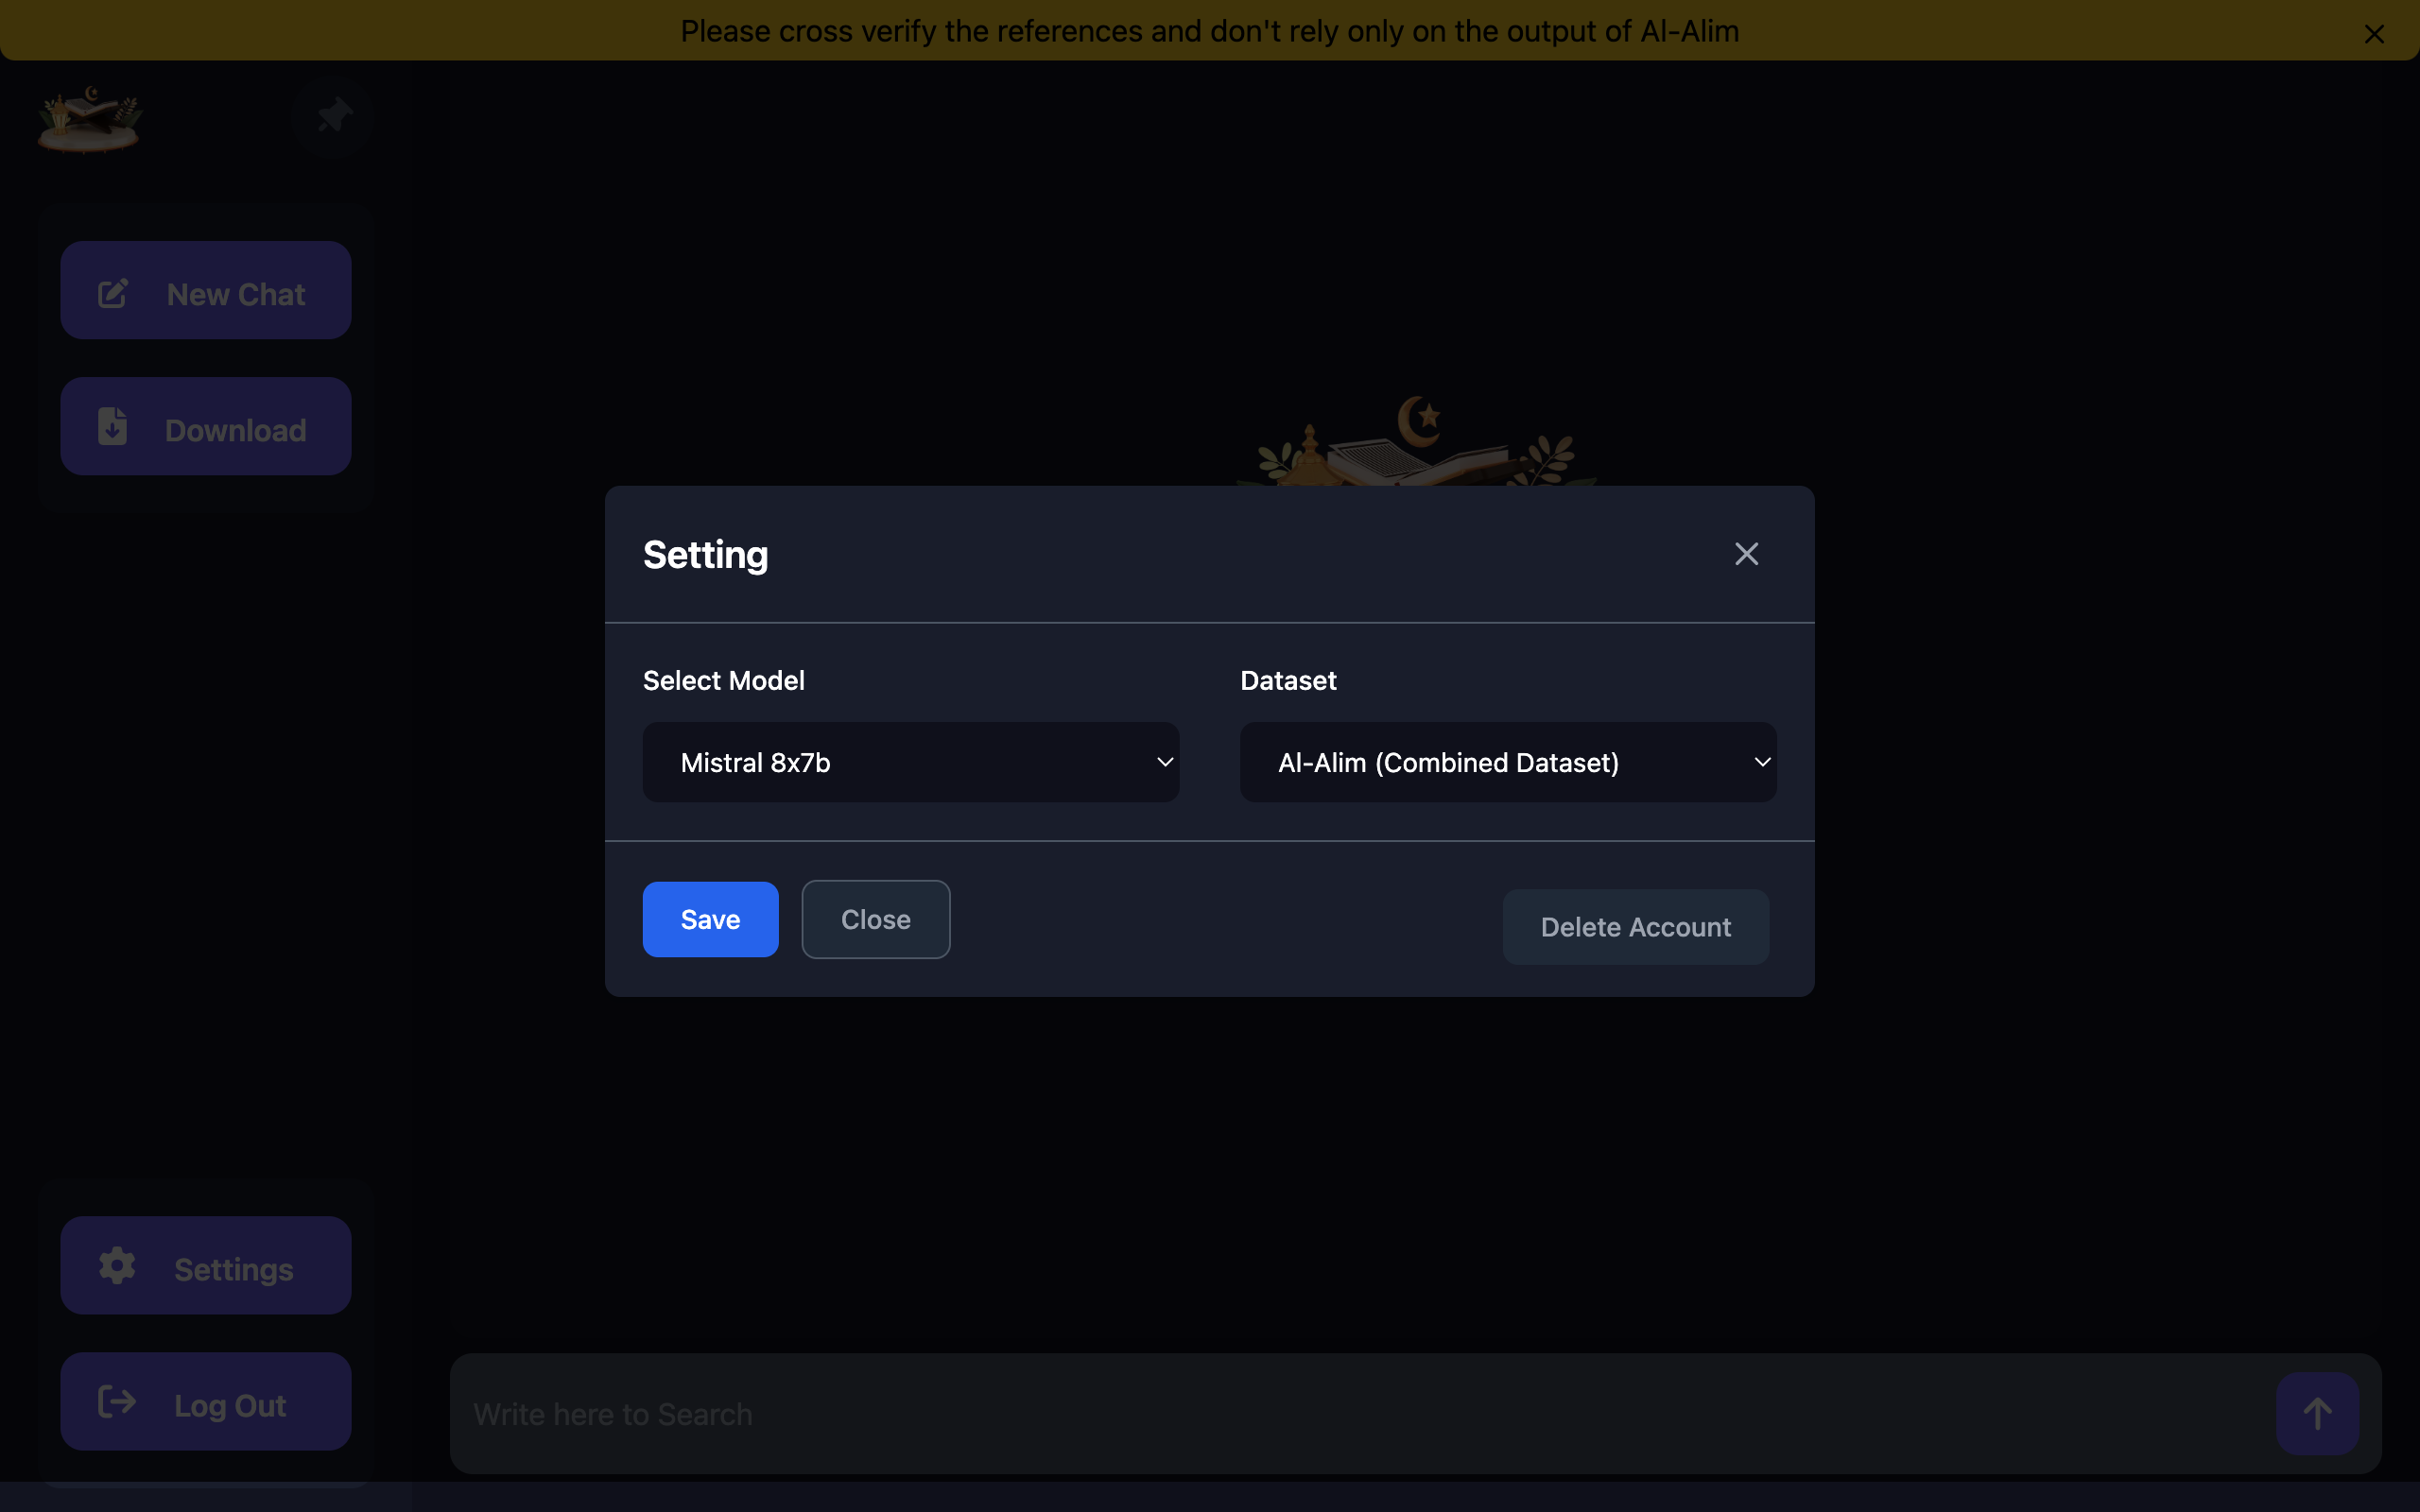 Please cross verify the references and don't rely only on the output of Al-Alim
New Chat
Download
Setting
Select Model
Dataset
Mistral 8x7b
Al-Alim (Combined Dataset)
Save
Close
Delete Account
Settings
Log Out
Write here to Search